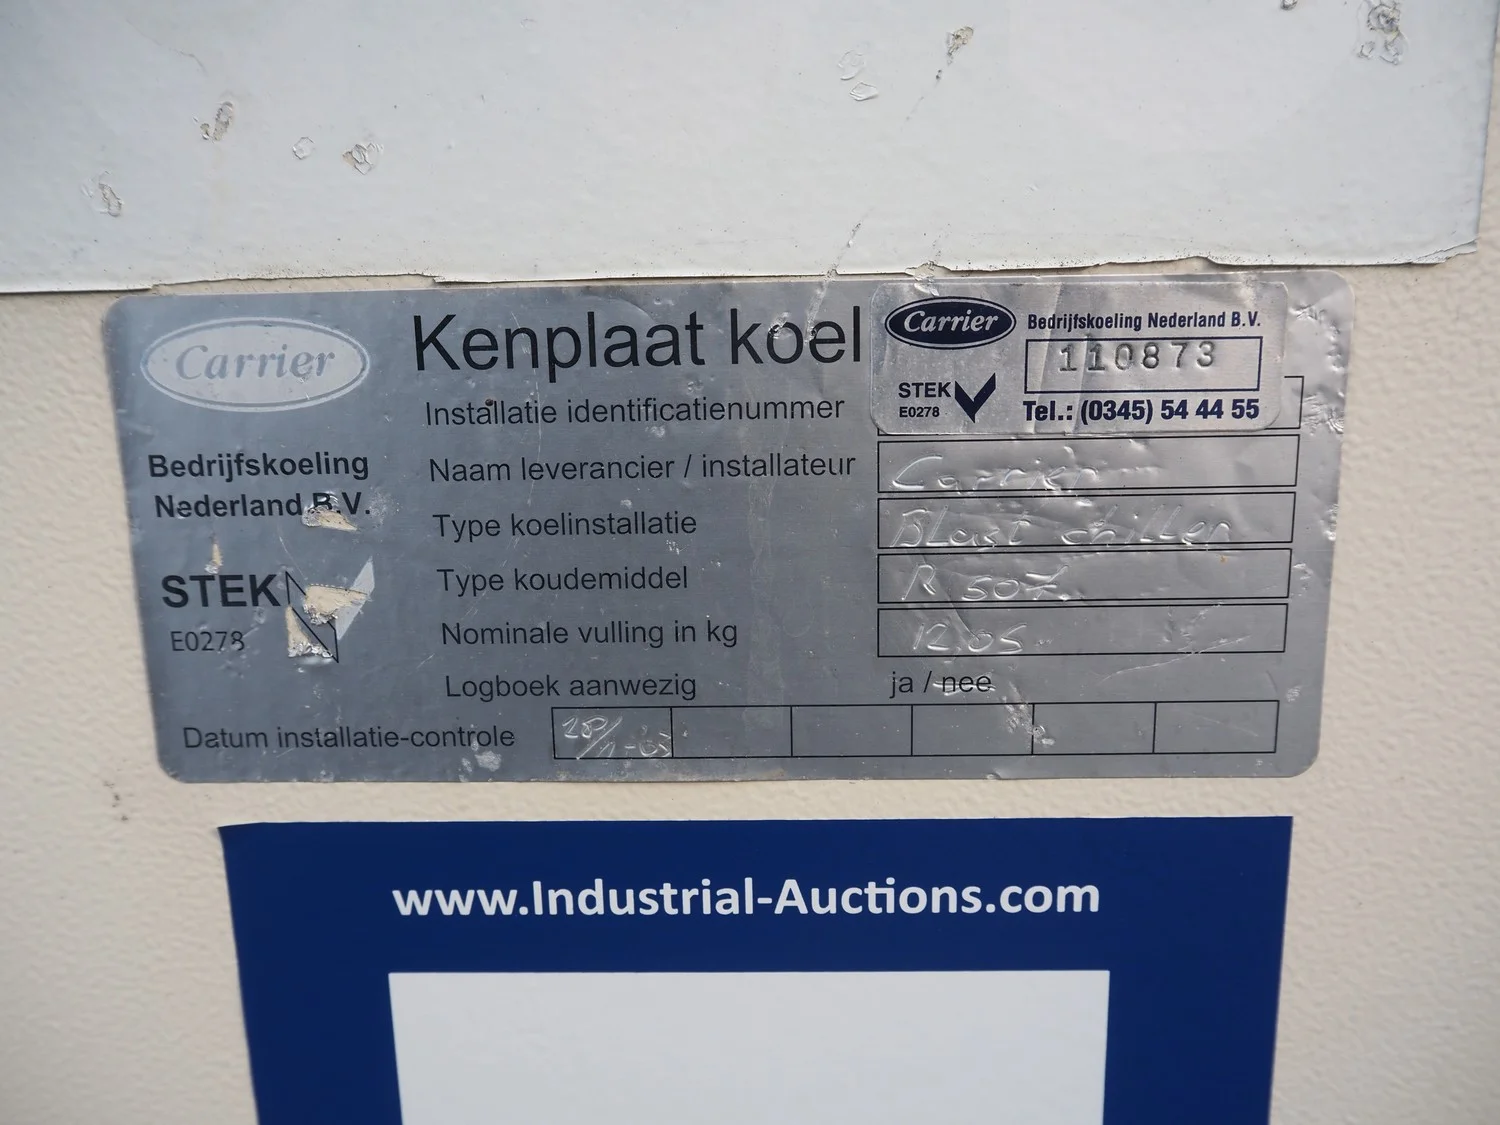 Carrier
Bedrijfskoeling
Nederland B.V.
STEK
E0278
Kenplaat koel
Carrier
Bedrijfskoeling Nederland B.V.
110873
STEK
E0278
Tel.: (0345) 54 44 55
Installatie identificatienummer
Naam leverancier / installateur Carrier
Type koelinstallatie Blast chiller
Type koudemiddel R 507
Nominale vulling in kg 12.05
Logboek aanwezig ja / nee
Datum installatie-controle
www.Industrial-Auctions.com